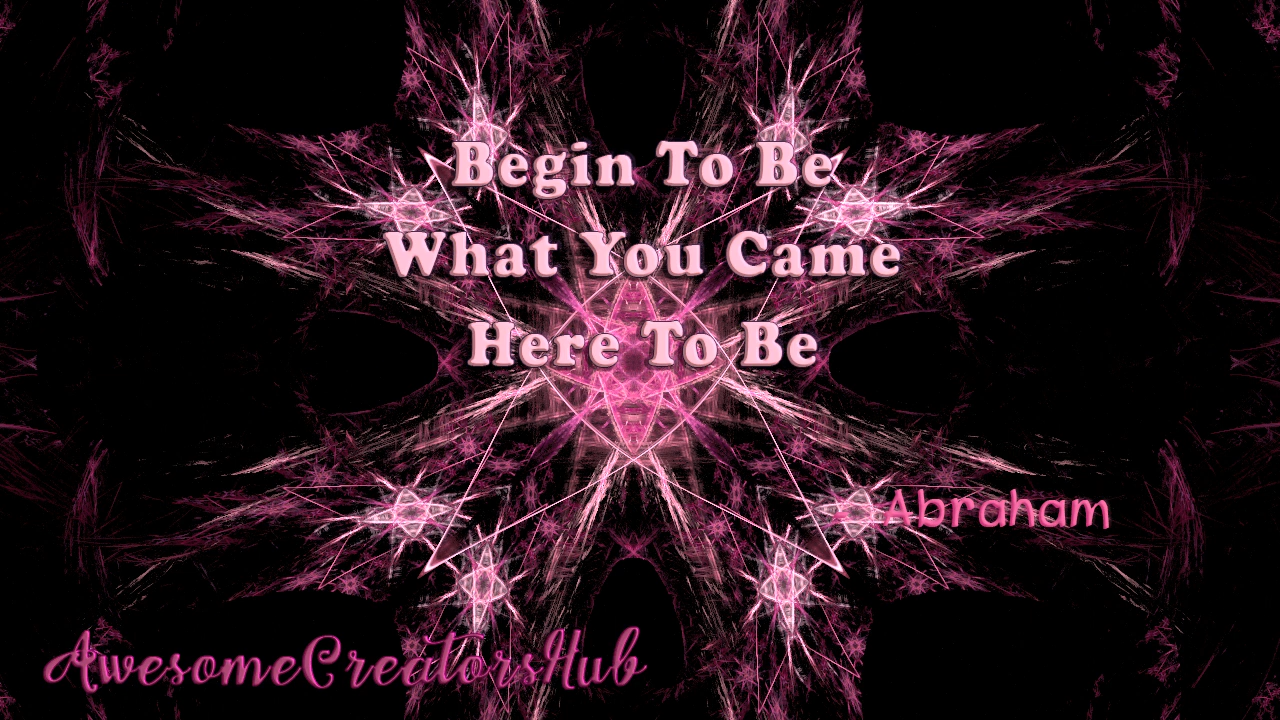 Begin To Be
What You Came
Here To Be
Abraham
AwesomeCreatorsHub